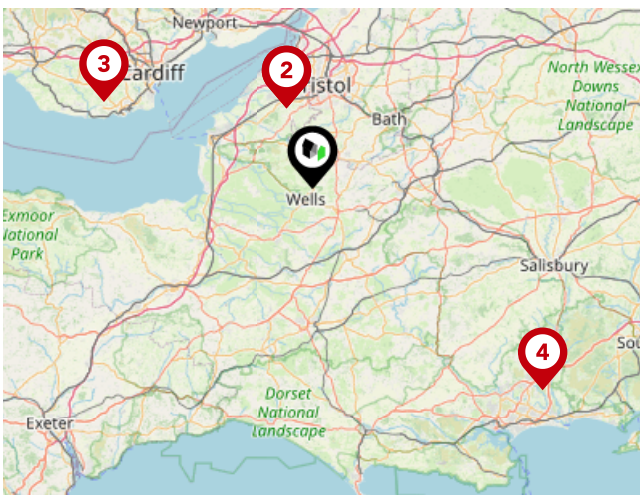 Newport
3
Cardiff
2
Bristol
North Wessex
Downs
National
Landscape
Bath
Wells
Exmoor
National
Park
Salisbury
4
Sou
Dorset
National
Landscape
Exeter